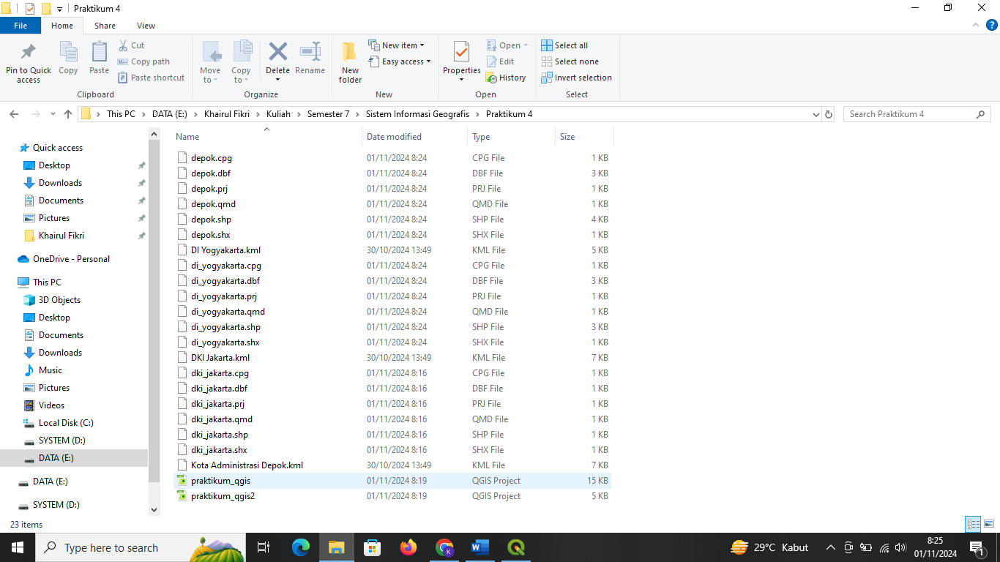 Praktikum 4
File Home Share View
Pin to Quick access
Copy
Paste
Cut
Copy path
Paste shortcut
Clipboard
Move to
Copy to
Delete
Rename
Organize
New folder
New item
Easy access
New
Properties
Open
Edit
History
Open
Select all
Select none
Invert selection
Select
This PC > DATA (E:) > Khairul Fikri > Kuliah > Semester 7 > Sistem Informasi Geografis > Praktikum 4
Search Praktikum 4
Quick access
Desktop
Downloads
Documents
Pictures
Khairul Fikri
OneDrive - Personal
This PC
3D Objects
Desktop
Documents
Downloads
Music
Pictures
Videos
Local Disk (C:)
SYSTEM (D:)
DATA (E:)
DATA (E:)
SYSTEM (D:)
Name Date modified Type Size
depok.cpg 01/11/2024 8:24 CPG File 1 KB
depok.dbf 01/11/2024 8:24 DBF File 3 KB
depok.prj 01/11/2024 8:24 PRJ File 1 KB
depok.qmd 01/11/2024 8:24 QMD File 1 KB
depok.shp 01/11/2024 8:24 SHP File 4 KB
depok.shx 01/11/2024 8:24 SHX File 1 KB
DI Yogyakarta.kml 30/10/2024 13:49 KML File 5 KB
di_yogyakarta.cpg 01/11/2024 8:24 CPG File 1 KB
di_yogyakarta.dbf 01/11/2024 8:24 DBF File 3 KB
di_yogyakarta.prj 01/11/2024 8:24 PRJ File 1 KB
di_yogyakarta.qmd 01/11/2024 8:24 QMD File 1 KB
di_yogyakarta.shp 01/11/2024 8:24 SHP File 3 KB
di_yogyakarta.shx 01/11/2024 8:24 SHX File 1 KB
DKI Jakarta.kml 30/10/2024 13:49 KML File 7 KB
dki_jakarta.cpg 01/11/2024 8:16 CPG File 1 KB
dki_jakarta.dbf 01/11/2024 8:16 DBF File 1 KB
dki_jakarta.prj 01/11/2024 8:16 PRJ File 1 KB
dki_jakarta.qmd 01/11/2024 8:16 QMD File 1 KB
dki_jakarta.shp 01/11/2024 8:16 SHP File 1 KB
dki_jakarta.shx 01/11/2024 8:16 SHX File 1 KB
Kota Administrasi Depok.kml 30/10/2024 13:49 KML File 7 KB
praktikum_qgis 01/11/2024 8:19 QGIS Project 15 KB
praktikum_qgis2 01/11/2024 8:19 QGIS Project 5 KB
23 items
Type here to search
29°C Kabut
8:25
01/11/2024
1